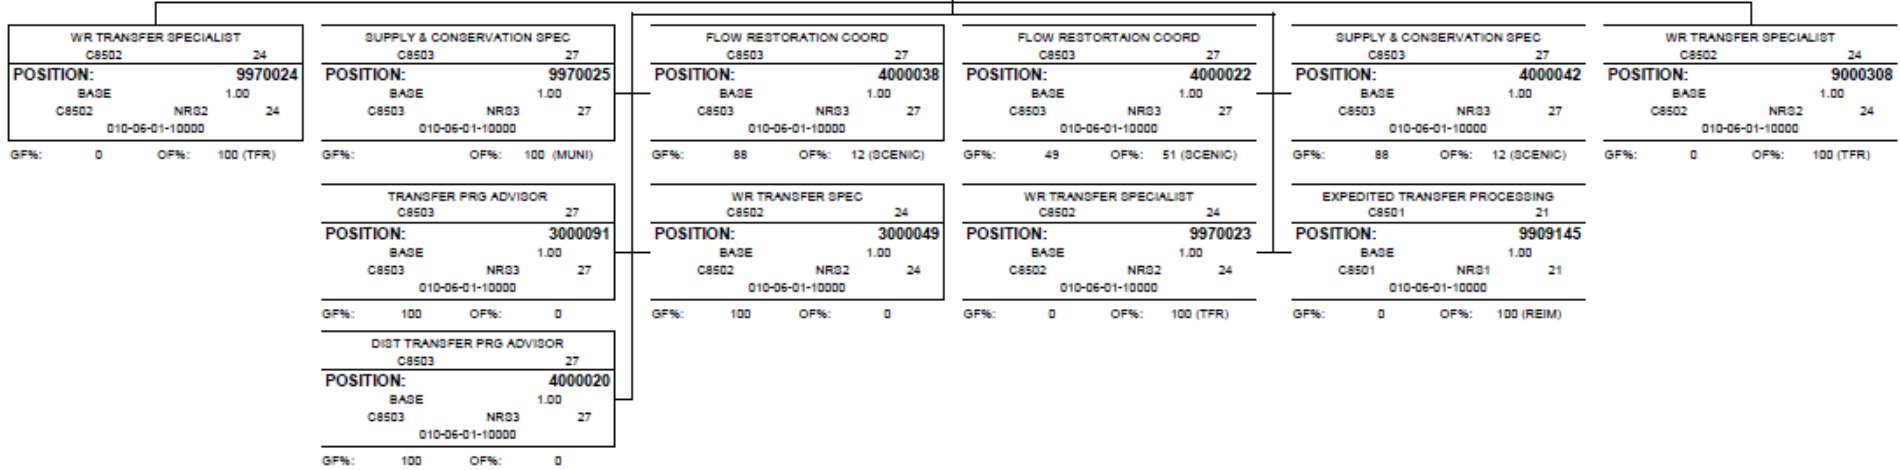 WR TRANSFER SPECIALIST
C8502 24
POSITION: 9970024
BASE 1.00
C8502 NRS2 24
010-06-01-10000
GF%: 0 OF%: 100 (TFR)
SUPPLY & CONSERVATION SPEC
C8503 27
POSITION: 9970025
BASE 1.00
C8503 NRS3 27
010-06-01-10000
GF%: OF%: 100 (MUNI)
FLOW RESTORATION COORD
C8503 27
POSITION: 4000038
BASE 1.00
C8503 NRS3 27
010-06-01-10000
GF%: 88 OF%: 12 (SCENIC)
FLOW RESTORTAION COORD
C8503 27
POSITION: 4000022
BASE 1.00
C8503 NRS3 27
010-06-01-10000
GF%: 49 OF%: 51 (SCENIC)
SUPPLY & CONSERVATION SPEC
C8503 27
POSITION: 4000042
BASE 1.00
C8503 NRS3 27
010-06-01-10000
GF%: 88 OF%: 12 (SCENIC)
WR TRANSFER SPECIALIST
C8502 24
POSITION: 9000308
BASE 1.00
C8502 NRS2 24
010-06-01-10000
GF%: 0 OF%: 100 (TFR)
TRANSFER PRG ADVISOR
C8503 27
POSITION: 3000091
BASE 1.00
C8503 NRS3 27
010-06-01-10000
GF%: 100 OF%: 0
WR TRANSFER SPEC
C8502 24
POSITION: 3000049
BASE 1.00
C8502 NRS2 24
010-06-01-10000
GF%: 100 OF%: 0
WR TRANSFER SPECIALIST
C8502 24
POSITION: 9970023
BASE 1.00
C8502 NRS2 24
010-06-01-10000
GF%: 0 OF%: 100 (TFR)
EXPEDITED TRANSFER PROCESSING
C8501 21
POSITION: 9909145
BASE 1.00
C8501 NRS1 21
010-06-01-10000
GF%: 0 OF%: 100 (REIM)
DIST TRANSFER PRG ADVISOR
C8503 27
POSITION: 4000020
BASE 1.00
C8503 NRS3 27
010-06-01-10000
GF%: 100 OF%: 0